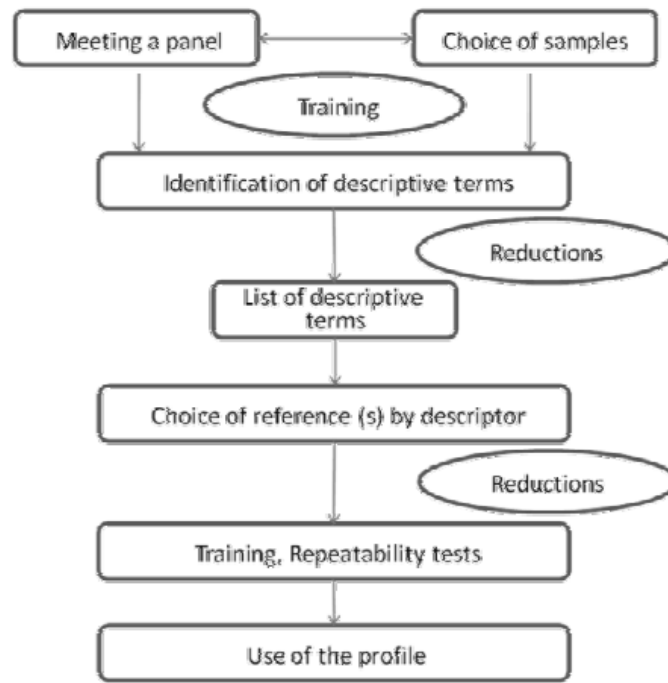 Meeting a panel
Choice of samples
Training
Identification of descriptive terms
Reductions
List of descriptive
terms
Choice of reference (s) by descriptor
Reductions
Training, Repeatability tests
Use of the profile